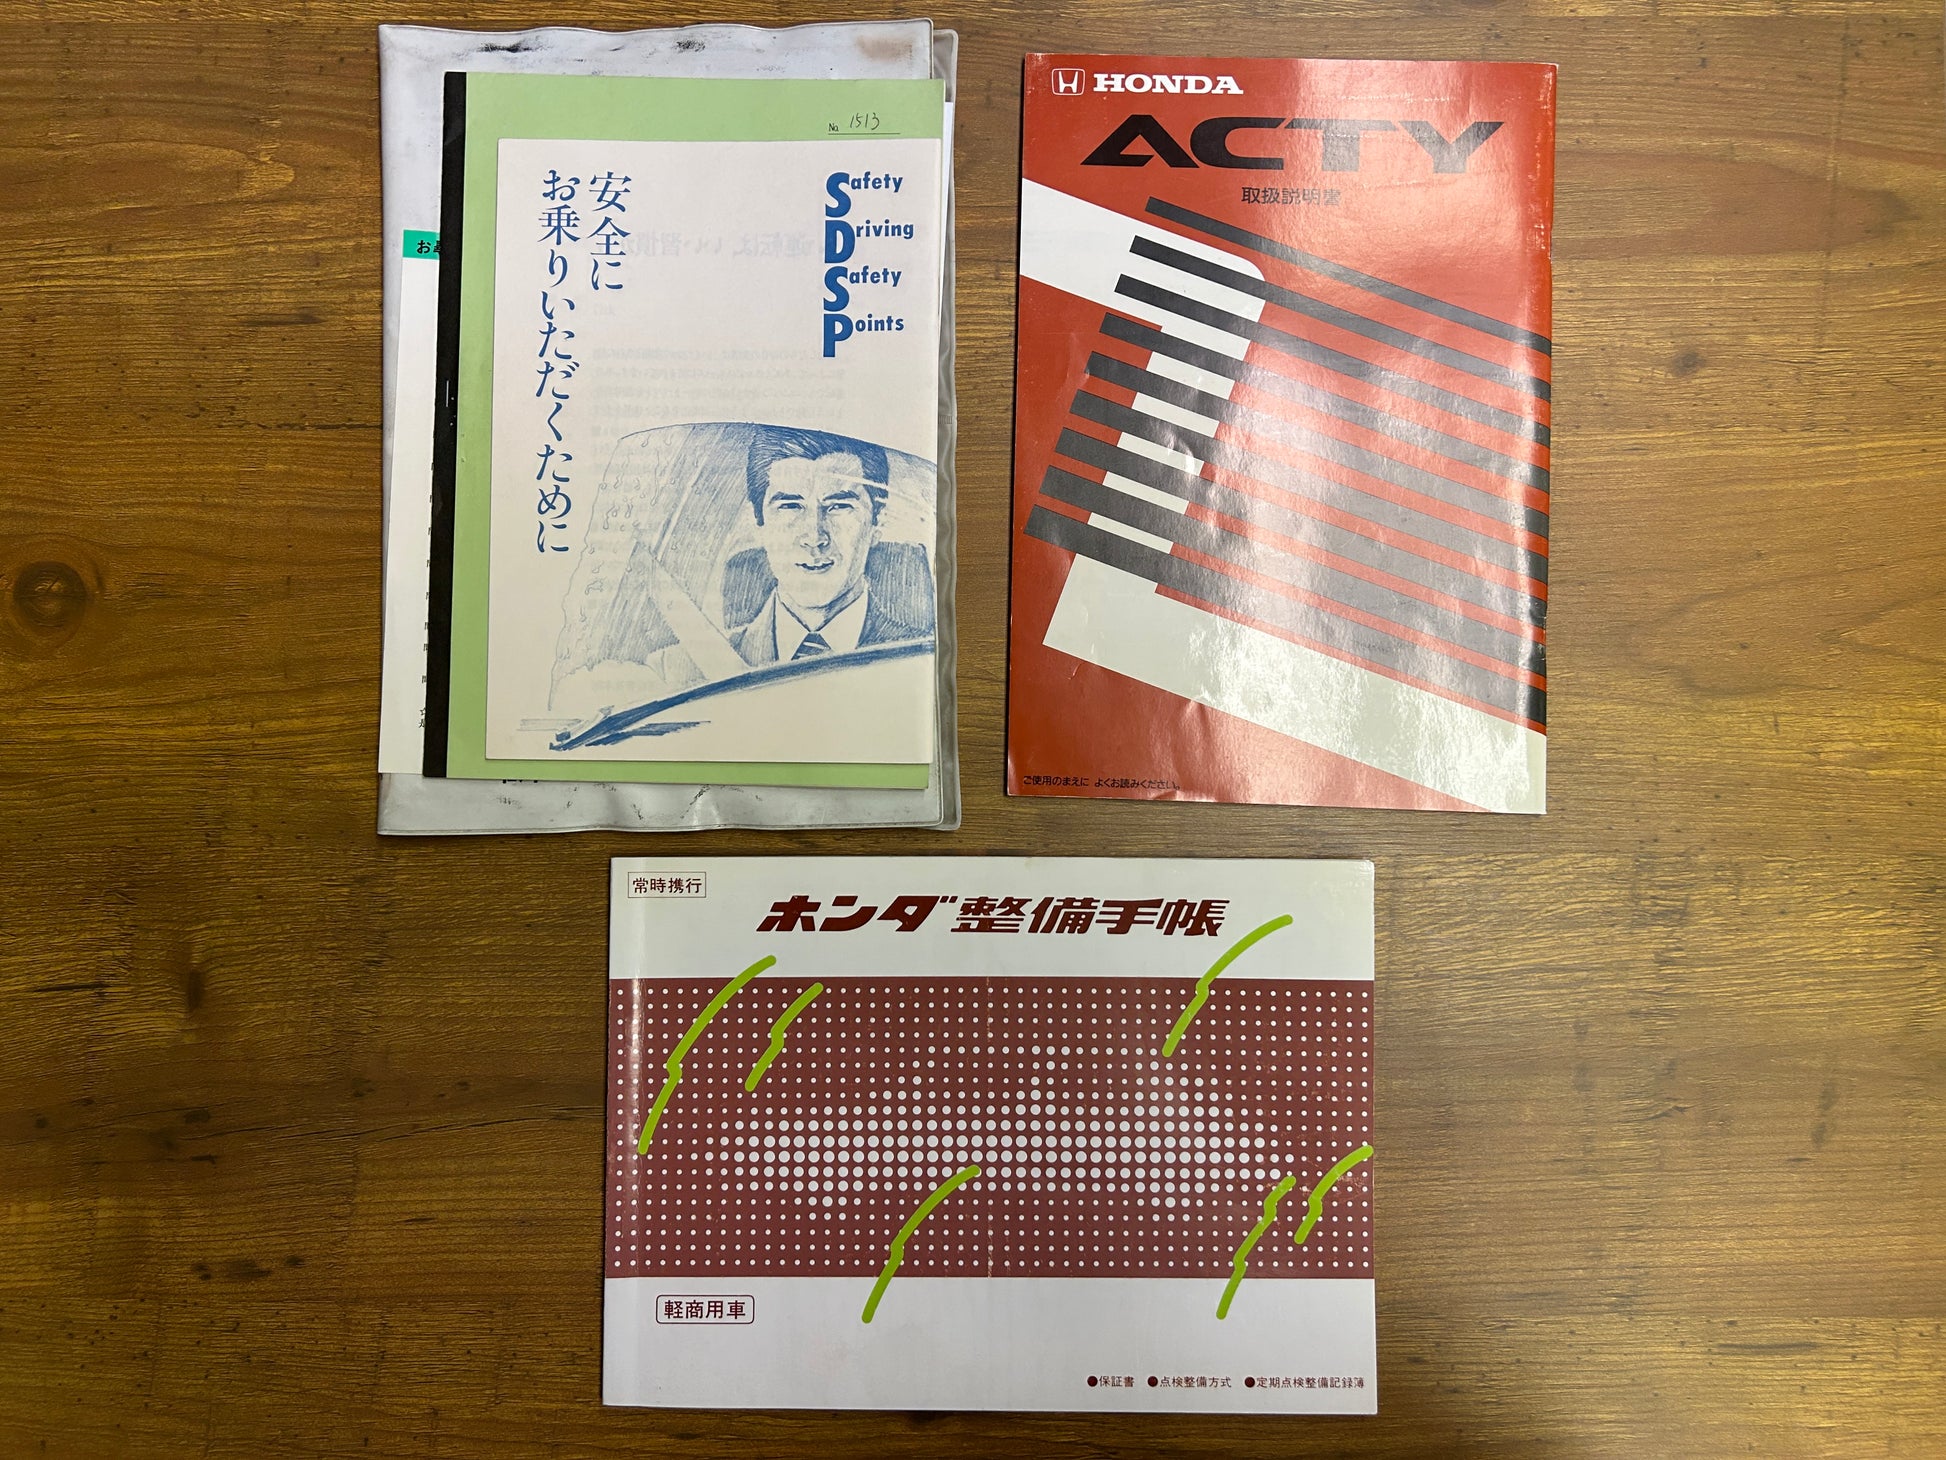 No. 1513
安全に
お乗りいただくために
Safety
Driving
Safety
Points
お
HONDA
ACTY
取扱説明書
ご使用のまえに よくお読みください。
常時携行
ホンダ整備手帳
軽商用車
●保証書 ●点検整備方式 ●定期点検整備記録簿